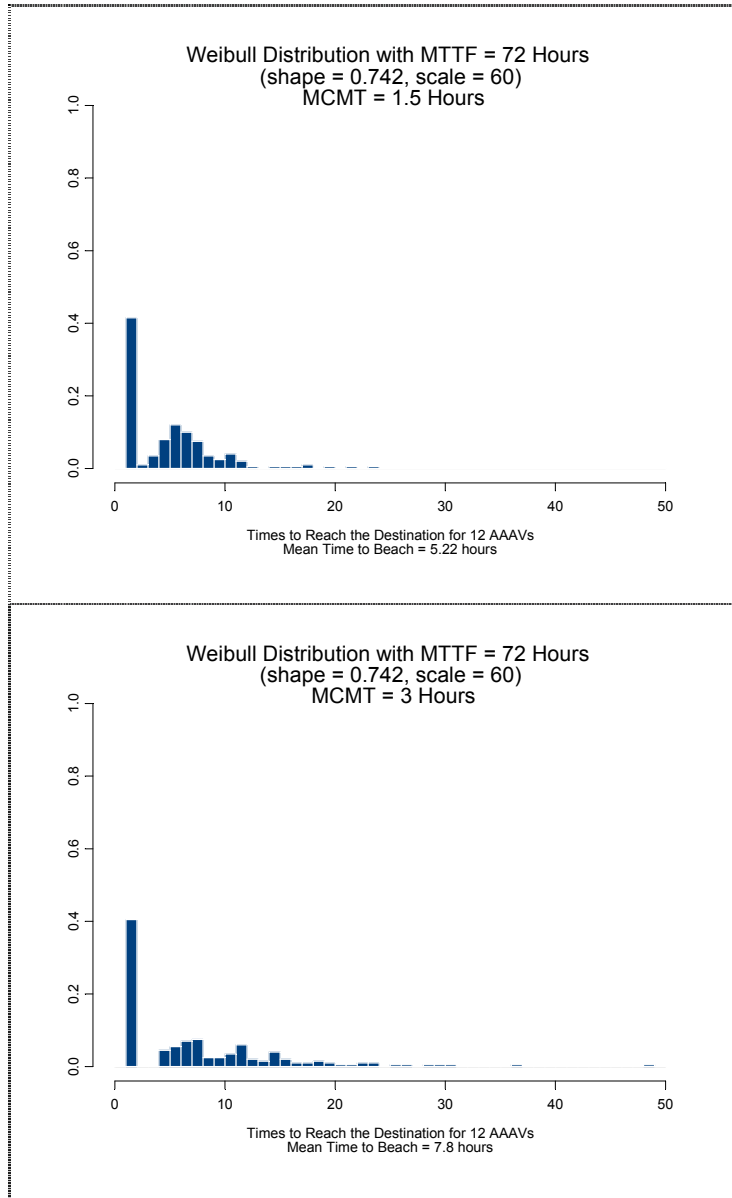 Weibull Distribution with MTTF = 72 Hours
(shape = 0.742, scale = 60)
MCMT = 1.5 Hours
1.0
0.8
0.6
0.4
0.2
0.0
0 10 20 30 40 50
Times to Reach the Destination for 12 AAAVs
Mean Time to Beach = 5.22 hours
Weibull Distribution with MTTF = 72 Hours
(shape = 0.742, scale = 60)
MCMT = 3 Hours
1.0
0.8
0.6
0.4
0.2
0.0
0 10 20 30 40 50
Times to Reach the Destination for 12 AAAVs
Mean Time to Beach = 7.8 hours